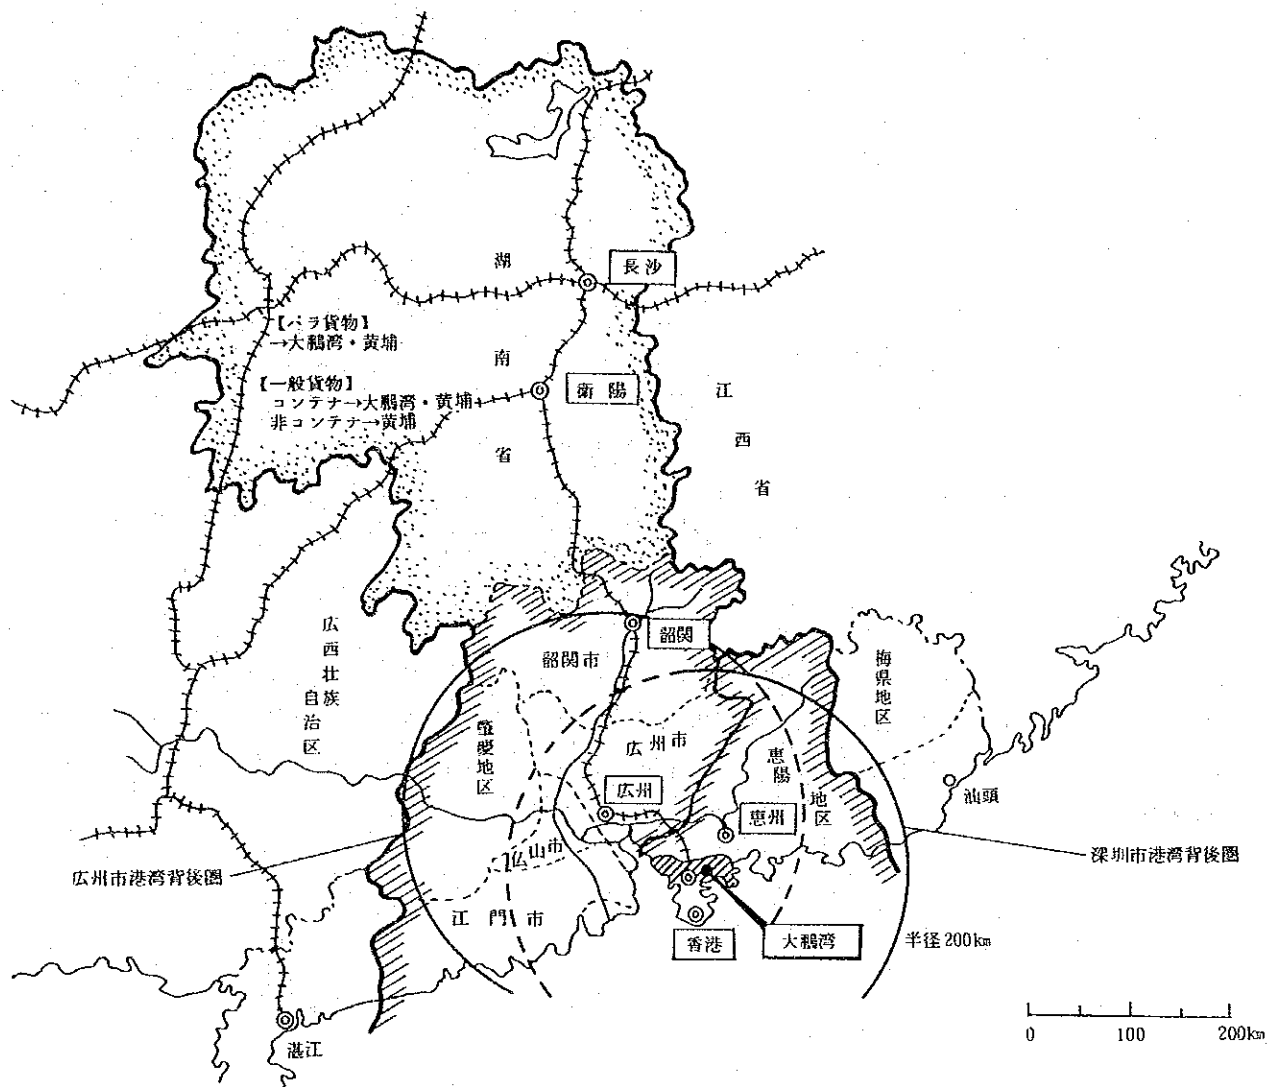 長沙
湖南省
【バラ貨物】
→大鵬湾・黄埔
【一般貨物】
コンテナ→大鵬湾・黄埔
非コンテナ→黄埔
衡陽
江西省
広西壮族
自治区
韶関
韶関市
梅県地区
肇慶地区
広州市
恵陽地区
広州
恵州
汕頭
仏山市
広州市港湾背後圏
深圳市港湾背後圏
江門市
香港
大鵬湾
半径200km
湛江
0 100 200km